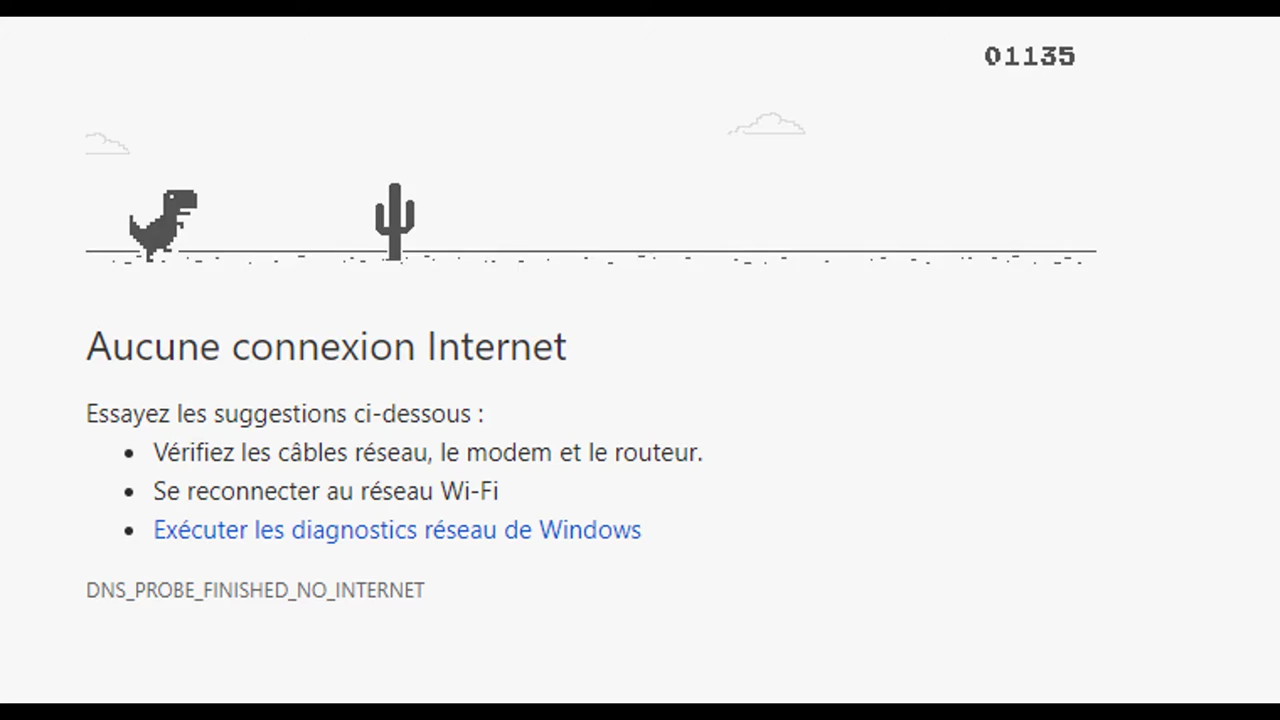 01135
Aucune connexion Internet
Essayez les suggestions ci-dessous :
• Vérifiez les câbles réseau, le modem et le routeur.
• Se reconnecter au réseau Wi-Fi
• Exécuter les diagnostics réseau de Windows
DNS_PROBE_FINISHED_NO_INTERNET